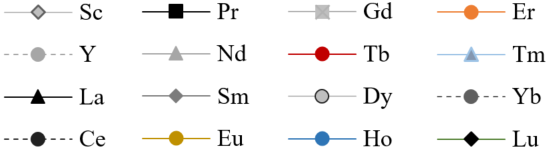 Sc Pr Gd Er
Y Nd Tb Tm
La Sm Dy Yb
Ce Eu Ho Lu